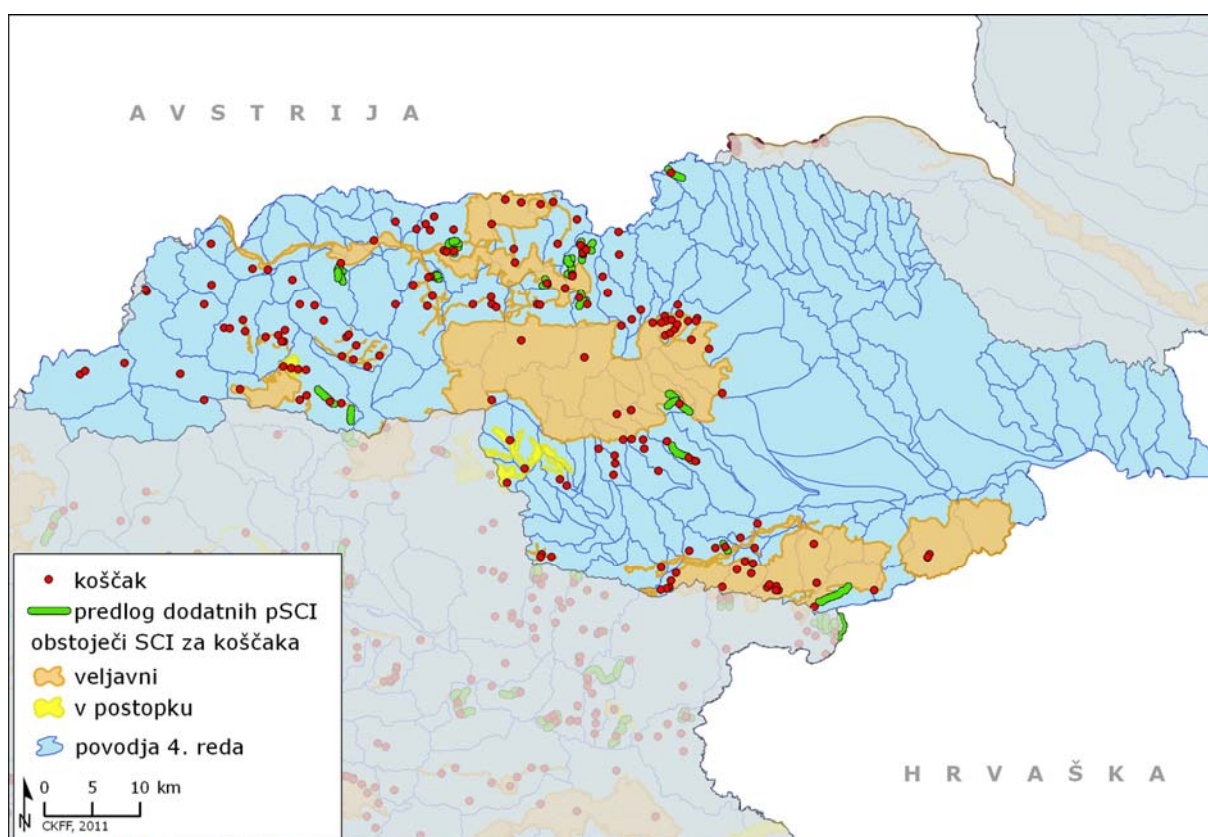 A V S T R I J A
koščak
predlog dodatnih pSCI
obstoječi SCI za koščaka
veljavni
v postopku
povodja 4. reda
0 5 10 km
N
CKFF, 2011
H R V A Š K A